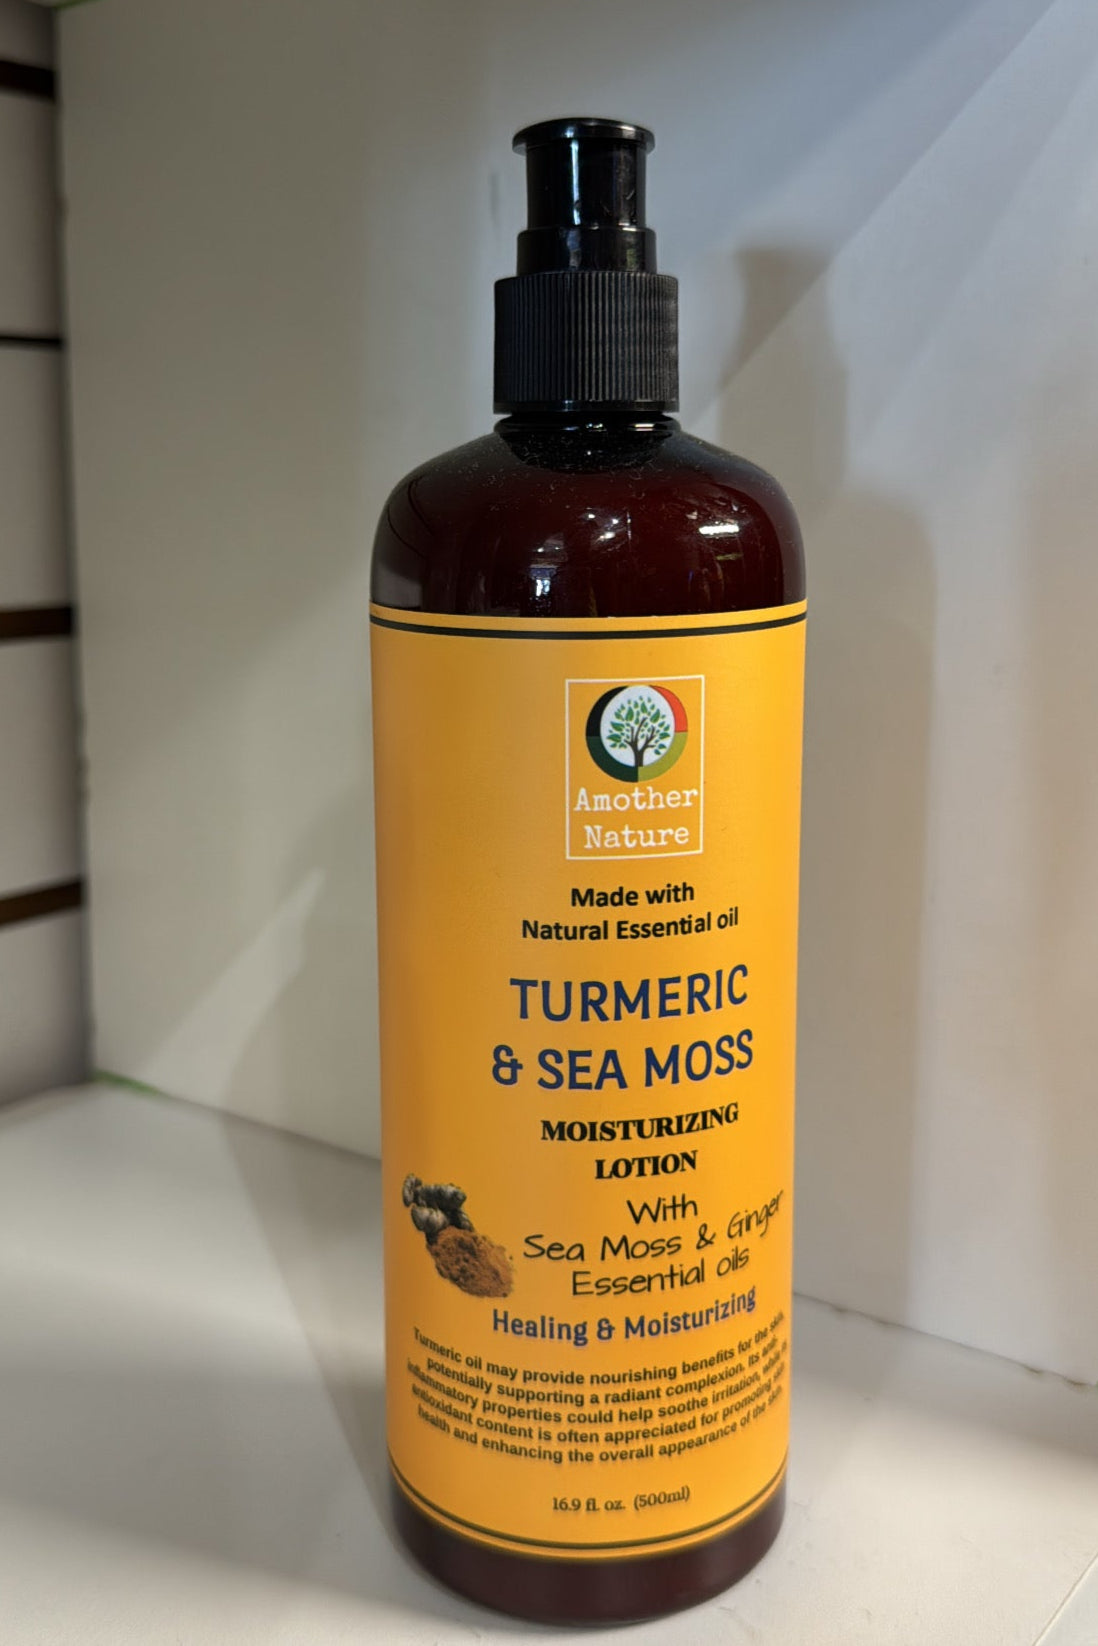 Amother
Nature
Made with
Natural Essential oil
TURMERIC
& SEA MOSS
MOISTURIZING
LOTION
With
Sea Moss & Ginger
Essential oils
Healing & Moisturizing
Turmeric oil may provide nourishing benefits for the skin,
potentially supporting a radiant complexion. Its anti-
inflammatory properties could help soothe irritation, while its
antioxidant content is often appreciated for promoting skin
health and enhancing the overall appearance of the skin.
16.9 fl. oz. (500ml)